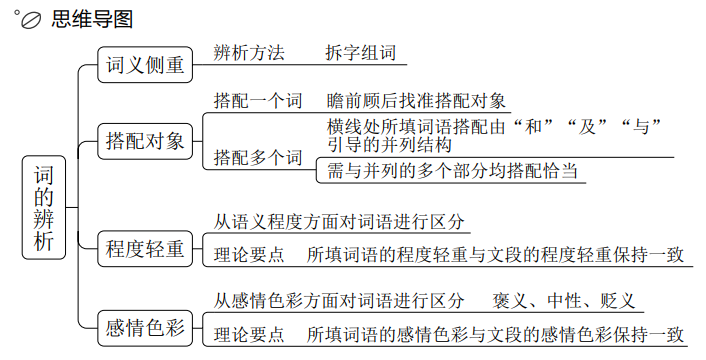 思维导图
词的辨析
词义侧重
辨析方法 拆字组词
搭配对象
搭配一个词 瞻前顾后找准搭配对象
搭配多个词
横线处所填词语搭配由“和”“及”“与”
引导的并列结构
需与并列的多个部分均搭配恰当
程度轻重
从语义程度方面对词语进行区分
理论要点 所填词语的程度轻重与文段的程度轻重保持一致
感情色彩
从感情色彩方面对词语进行区分 褒义、中性、贬义
理论要点 所填词语的感情色彩与文段的感情色彩保持一致